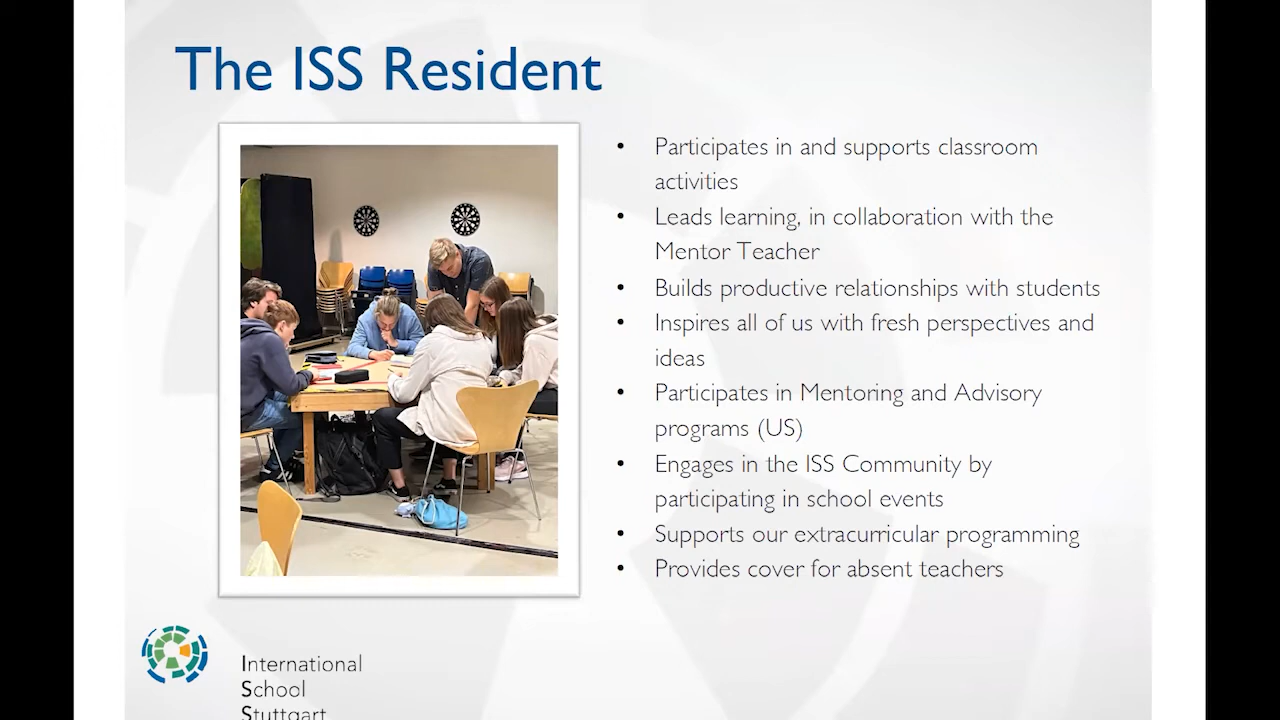 The ISS Resident
• Participates in and supports classroom
activities
• Leads learning, in collaboration with the
Mentor Teacher
• Builds productive relationships with students
• Inspires all of us with fresh perspectives and
ideas
• Participates in Mentoring and Advisory
programs (US)
• Engages in the ISS Community by
participating in school events
• Supports our extracurricular programming
• Provides cover for absent teachers
International
School
Stuttgart